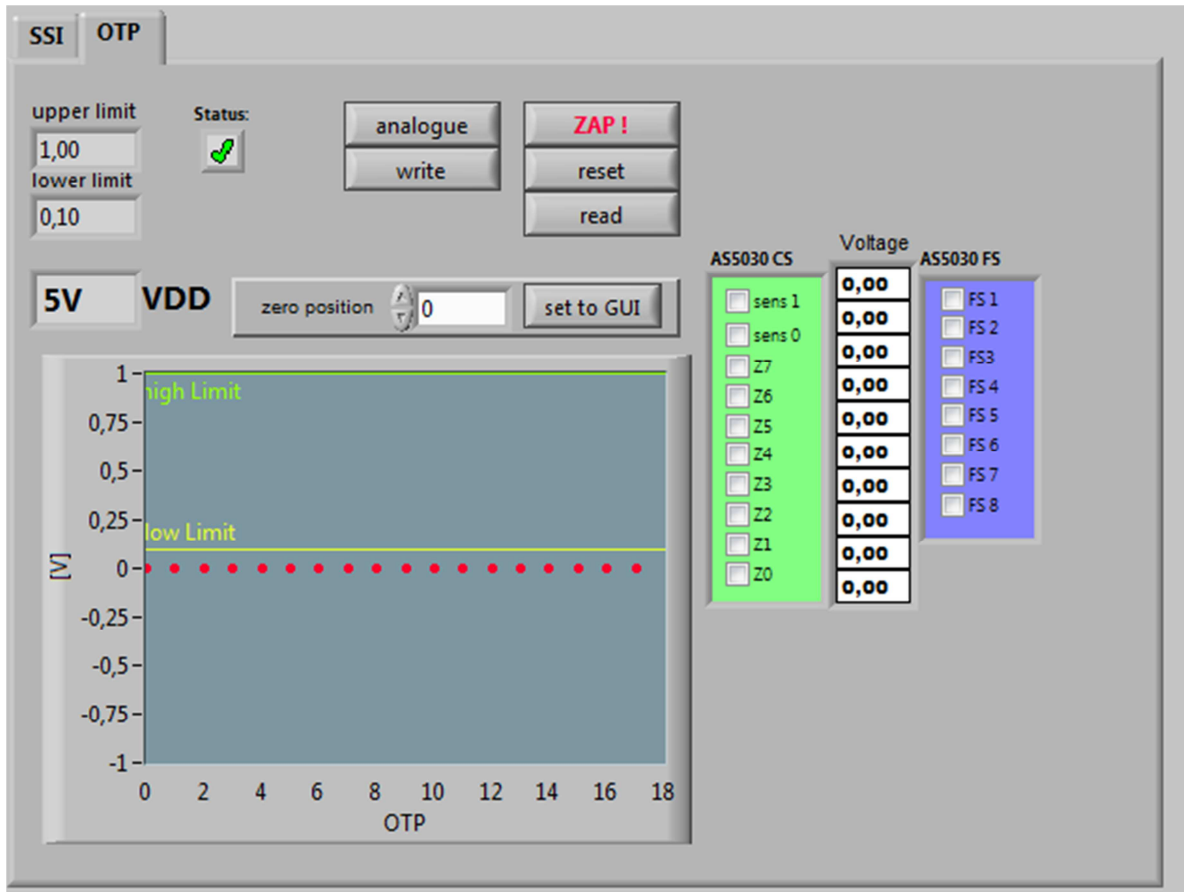 SSI OTP
upper limit
1,00
lower limit
0,10
Status:
analogue
write
ZAP !
reset
read
5V VDD
zero position 0 set to GUI
AS5030 CS
sens 1
sens 0
Z7
Z6
Z5
Z4
Z3
Z2
Z1
Z0
Voltage
0,00
0,00
0,00
0,00
0,00
0,00
0,00
0,00
0,00
0,00
AS5030 FS
FS 1
FS 2
FS3
FS 4
FS 5
FS 6
FS 7
FS 8
high Limit
low Limit
[V]
1
0,75
0,5
0,25
0
-0,25
-0,5
-0,75
-1
0 2 4 6 8 10 12 14 16 18
OTP